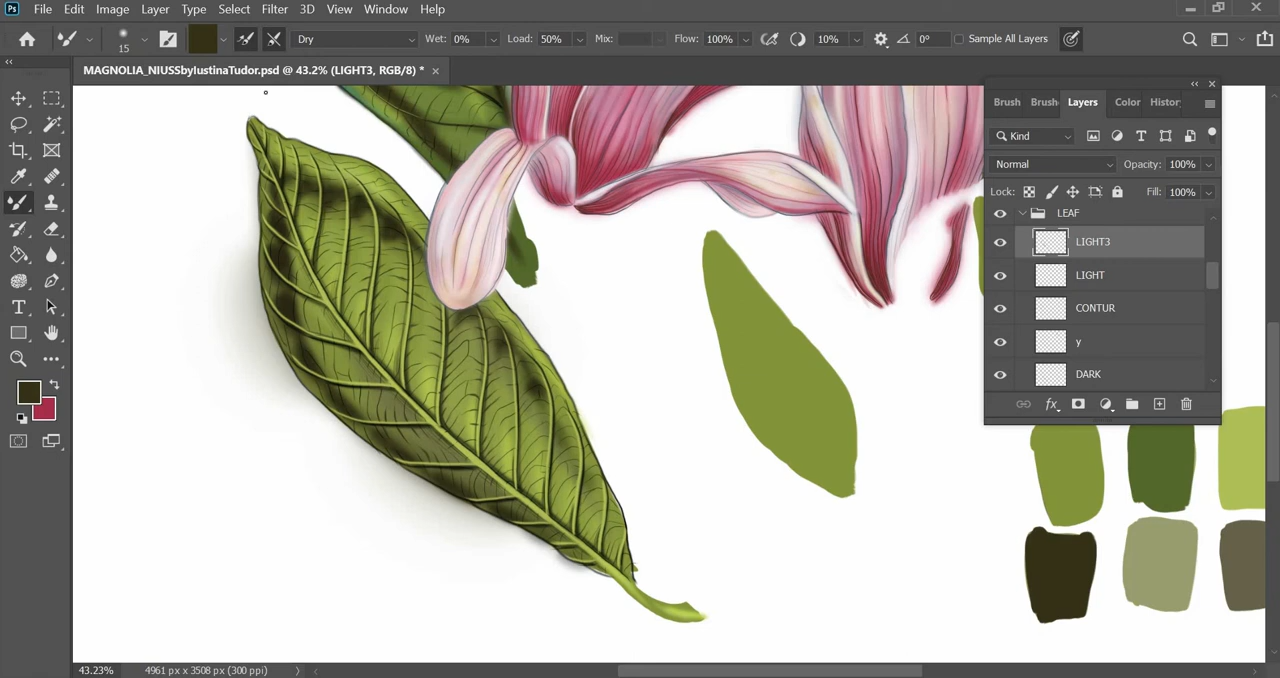 Ps File Edit Image Layer Type Select Filter 3D View Window Help
15 Dry Wet: 0% Load: 50% Mix: Flow: 100% 10% 0° Sample All Layers
MAGNOLIA_NIUSSbyIustinaTudor.psd @ 43.2% (LIGHT3, RGB/8) *
Brush Brush Layers Color Histor
Kind
Normal Opacity: 100%
Lock: Fill: 100%
LEAF
LIGHT3
LIGHT
CONTUR
y
DARK
fx
43.23% 4961 px x 3508 px (300 ppi)